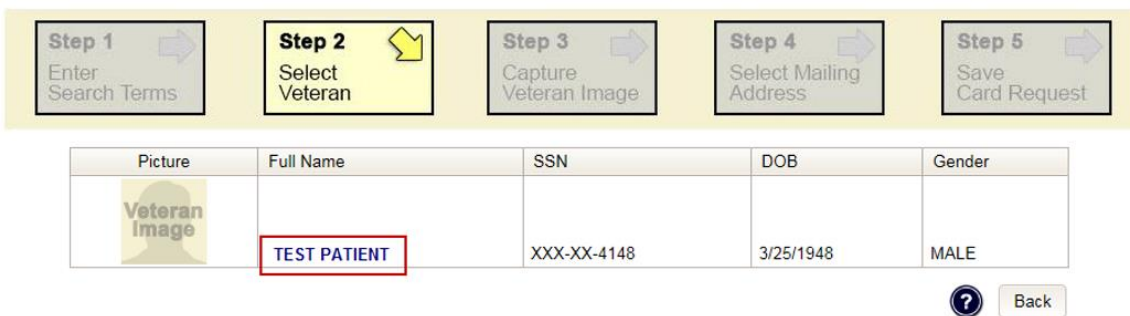 Step 1
Enter
Search Terms
Step 2
Select
Veteran
Step 3
Capture
Veteran Image
Step 4
Select Mailing
Address
Step 5
Save
Card Request
Picture Full Name SSN DOB Gender
Veteran
Image
TEST PATIENT XXX-XX-4148 3/25/1948 MALE
? Back